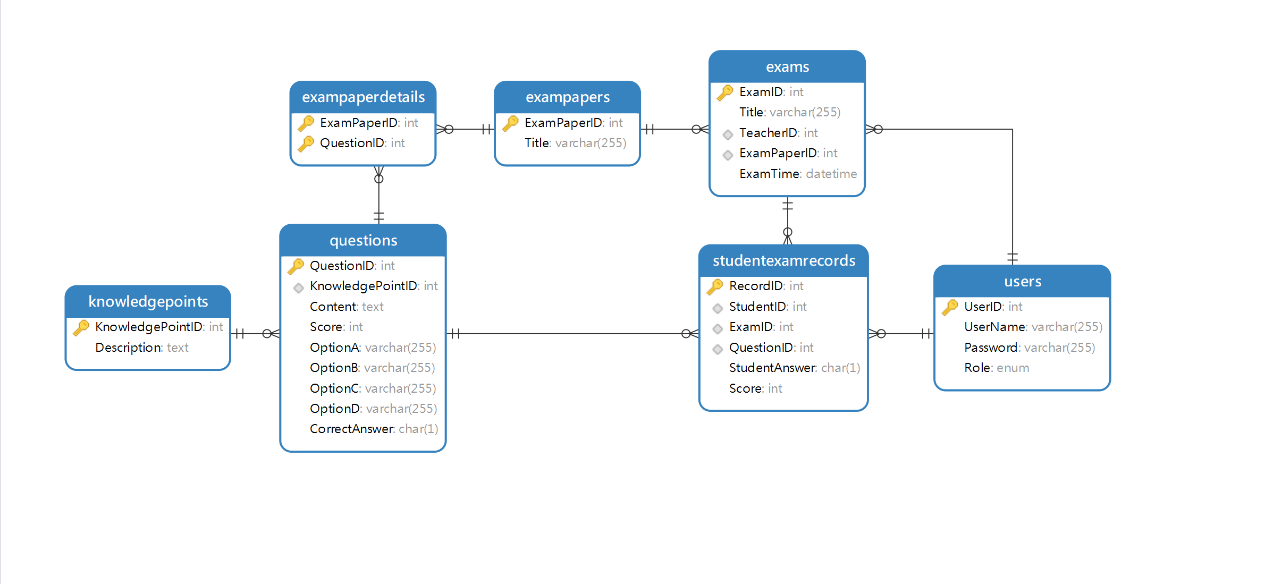 exampaperdetails
ExamPaperID: int
QuestionID: int
exampapers
ExamPaperID: int
Title: varchar(255)
exams
ExamID: int
Title: varchar(255)
TeacherID: int
ExamPaperID: int
ExamTime: datetime
knowledgepoints
KnowledgePointID: int
Description: text
questions
QuestionID: int
KnowledgePointID: int
Content: text
Score: int
OptionA: varchar(255)
OptionB: varchar(255)
OptionC: varchar(255)
OptionD: varchar(255)
CorrectAnswer: char(1)
studentexamrecords
RecordID: int
StudentID: int
ExamID: int
QuestionID: int
StudentAnswer: char(1)
Score: int
users
UserID: int
UserName: varchar(255)
Password: varchar(255)
Role: enum